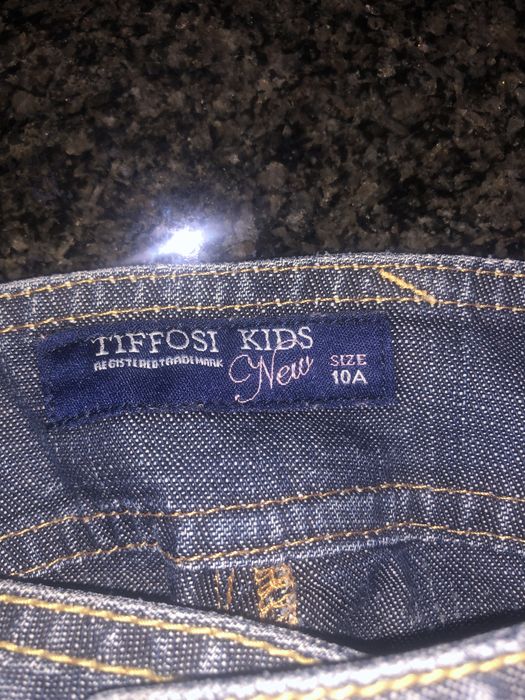 TIFFOSI KIDS
REGISTERED TRADEMARK
New
SIZE
10A